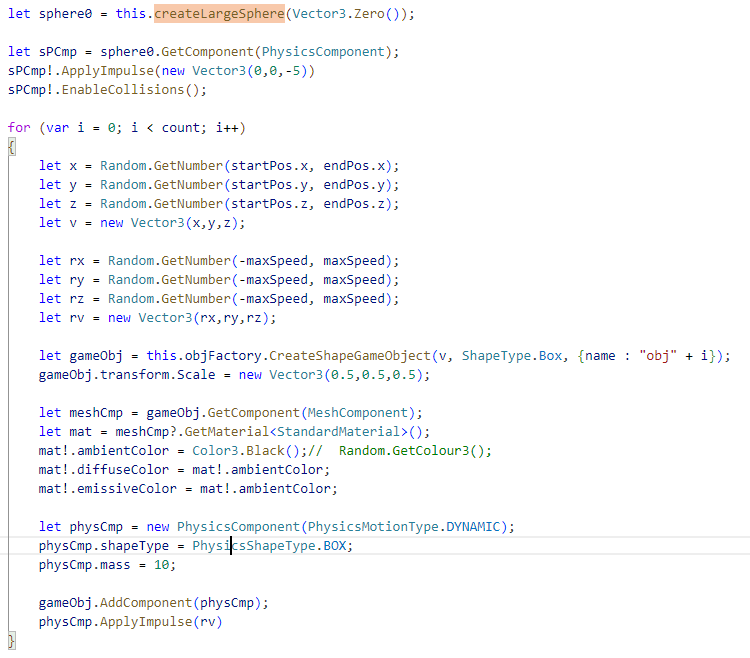 let sphere0 = this.createLargeSphere(Vector3.Zero());

let sPCmp = sphere0.GetComponent(PhysicsComponent);
sPCmp!.ApplyImpulse(new Vector3(0,0,-5))
sPCmp!.EnableCollisions();

for (var i = 0; i < count; i++)
{
    let x = Random.GetNumber(startPos.x, endPos.x);
    let y = Random.GetNumber(startPos.y, endPos.y);
    let z = Random.GetNumber(startPos.z, endPos.z);
    let v = new Vector3(x,y,z);

    let rx = Random.GetNumber(-maxSpeed, maxSpeed);
    let ry = Random.GetNumber(-maxSpeed, maxSpeed);
    let rz = Random.GetNumber(-maxSpeed, maxSpeed);
    let rv = new Vector3(rx,ry,rz);

    let gameObj = this.objFactory.CreateShapeGameObject(v, ShapeType.Box, {name : "obj" + i});
    gameObj.transform.Scale = new Vector3(0.5,0.5,0.5);

    let meshCmp = gameObj.GetComponent(MeshComponent);
    let mat = meshCmp?.GetMaterial<StandardMaterial>();
    mat!.ambientColor = Color3.Black();//  Random.GetColour3();
    mat!.diffuseColor = mat!.ambientColor;
    mat!.emissiveColor = mat!.ambientColor;

    let physCmp = new PhysicsComponent(PhysicsMotionType.DYNAMIC);
    physCmp.shapeType = PhysicsShapeType.BOX;
    physCmp.mass = 10;

    gameObj.AddComponent(physCmp);
    physCmp.ApplyImpulse(rv)
}